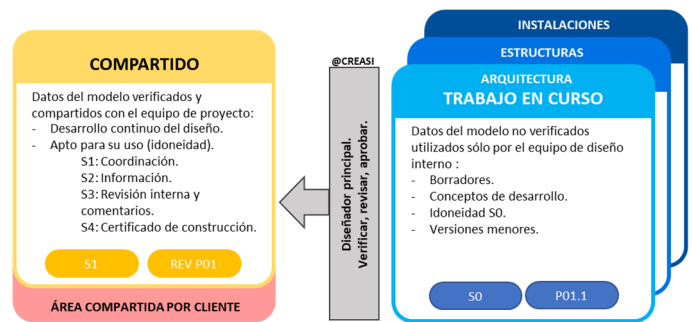 COMPARTIDO
Datos del modelo verificados y
compartidos con el equipo de proyecto:
- Desarrollo continuo del diseño.
- Apto para su uso (idoneidad).
S1: Coordinación.
S2: Información.
S3: Revisión interna y
comentarios.
S4: Certificado de construcción.
S1
REV P01
ÁREA COMPARTIDA POR CLIENTE
@CREASI
Diseñador principal.
Verificar, revisar, aprobar.
INSTALACIONES
ESTRUCTURAS
ARQUITECTURA
TRABAJO EN CURSO
Datos del modelo no verificados
utilizados sólo por el equipo de diseño
interno :
- Borradores.
- Conceptos de desarrollo.
- Idoneidad S0.
- Versiones menores.
S0
P01.1